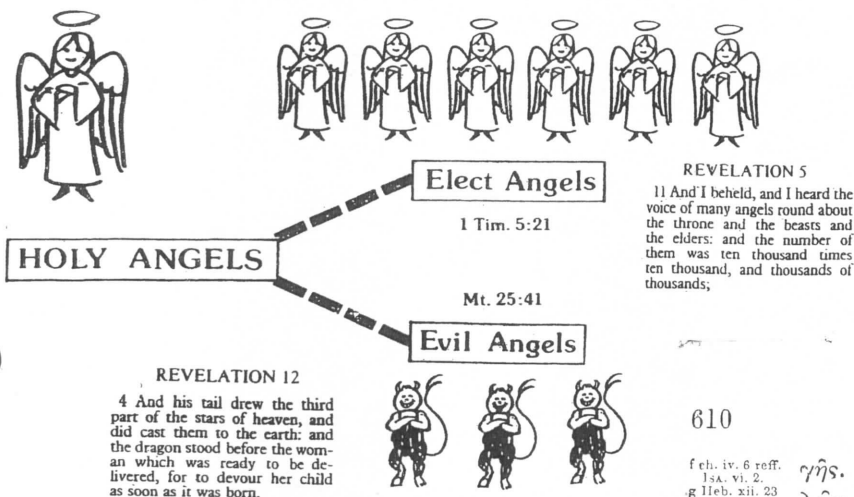 Elect Angels
1 Tim. 5:21
REVELATION 5
11 And I beheld, and I heard the
voice of many angels round about
the throne and the beasts and
the elders: and the number of
them was ten thousand times
ten thousand, and thousands of
thousands;
HOLY ANGELS
Mt. 25:41
Evil Angels
REVELATION 12
4 And his tail drew the third
part of the stars of heaven, and
did cast them to the earth: and
the dragon stood before the wom-
an which was ready to be de-
livered, for to devour her child
as soon as it was born.
610
f ch. iv. 6 reff.
Isa. vi. 2.
g Heb. xii. 23
γῆς.